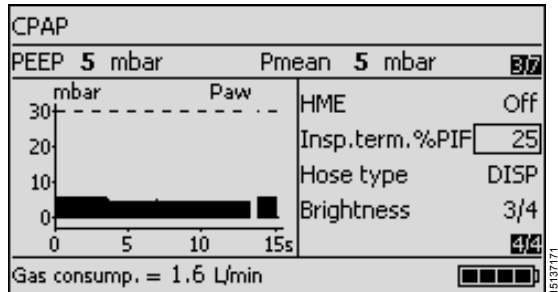 CPAP
PEEP 5 mbar Pmean 5 mbar 3/7
mbar Paw
30
20
10
0
0 5 10 15s
HME Off
Insp.term.%PIF 25
Hose type DISP
Brightness 3/4
4/4
Gas consump. = 1.6 L/min
15137171